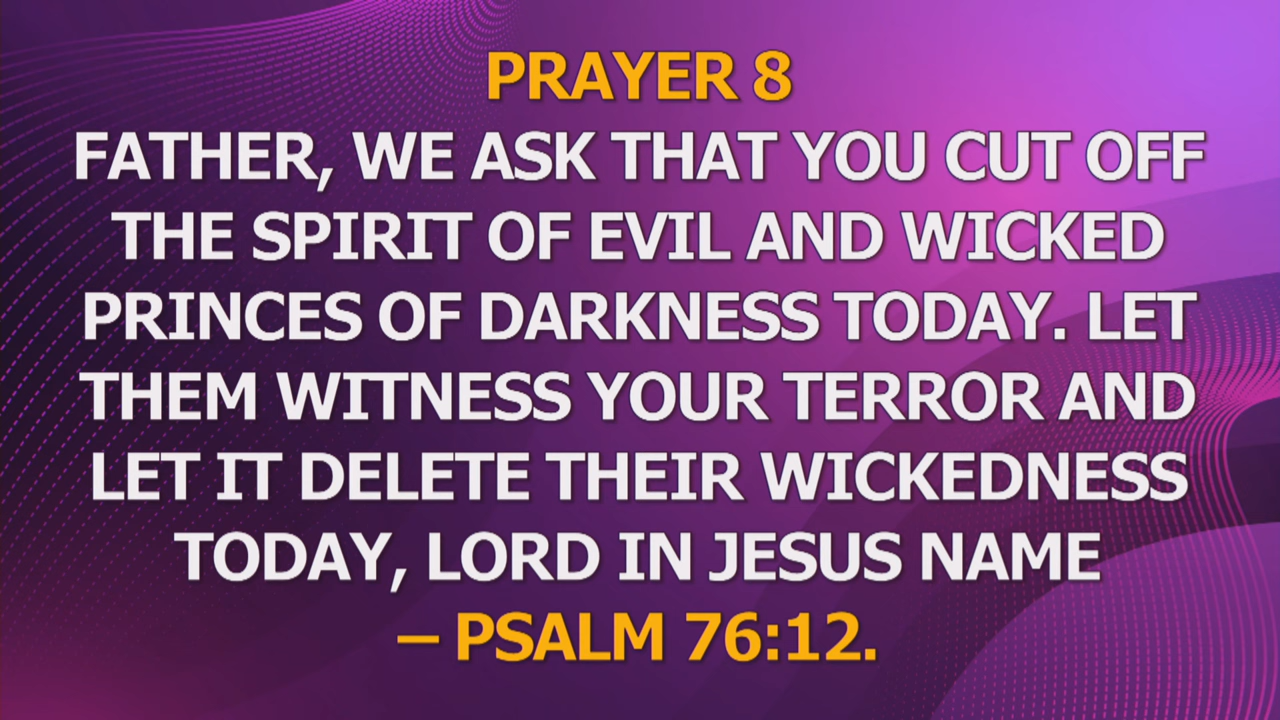 PRAYER 8
FATHER, WE ASK THAT YOU CUT OFF
THE SPIRIT OF EVIL AND WICKED
PRINCES OF DARKNESS TODAY. LET
THEM WITNESS YOUR TERROR AND
LET IT DELETE THEIR WICKEDNESS
TODAY, LORD IN JESUS NAME
– PSALM 76:12.